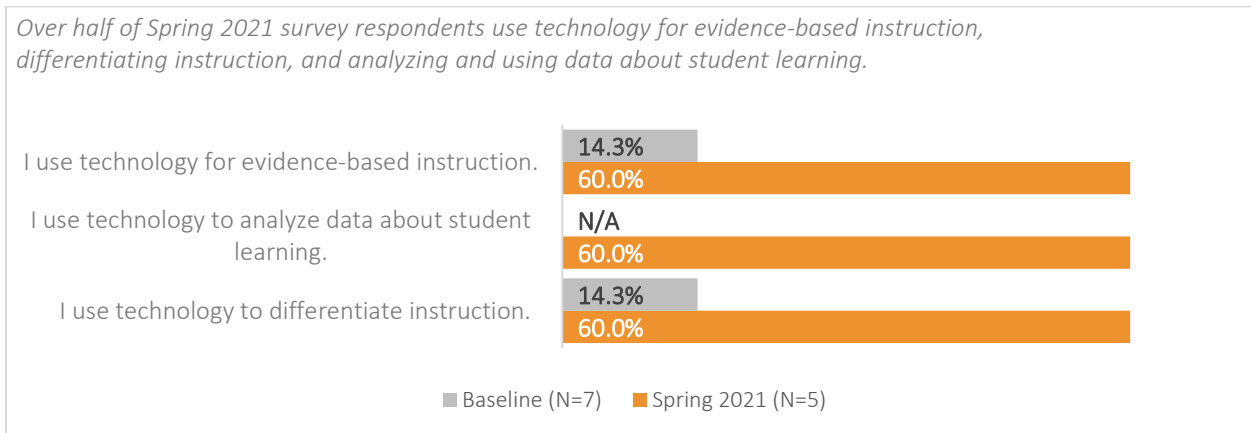 Over half of Spring 2021 survey respondents use technology for evidence-based instruction,
differentiating instruction, and analyzing and using data about student learning.
I use technology for evidence-based instruction.
14.3%
60.0%
I use technology to analyze data about student
learning.
N/A
60.0%
I use technology to differentiate instruction.
14.3%
60.0%
Baseline (N=7) Spring 2021 (N=5)